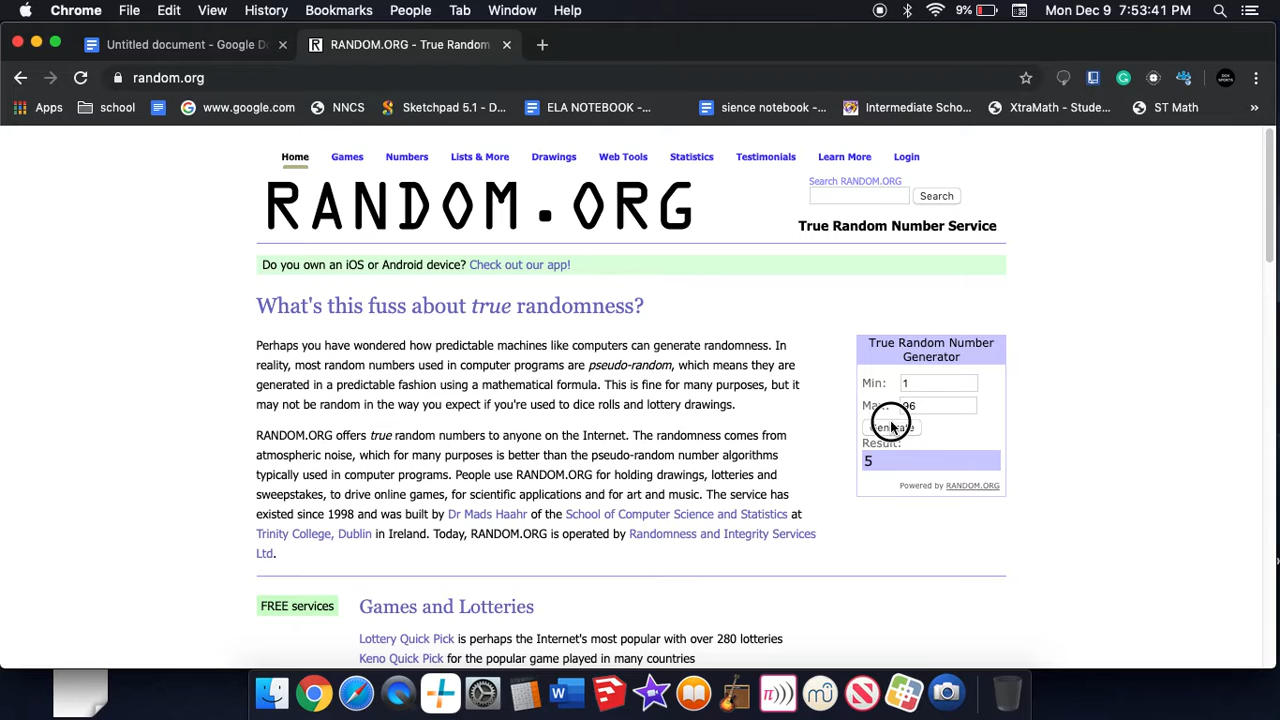 Chrome File Edit View History Bookmarks People Tab Window Help 9% Mon Dec 9 7:53:41 PM
Untitled document - Google Do RANDOM.ORG - True Random
random.org
Apps school www.google.com NNCS Sketchpad 5.1 - D... ELA NOTEBOOK -... sience notebook -... Intermediate Scho... XtraMath - Stude... ST Math »
Home Games Numbers Lists & More Drawings Web Tools Statistics Testimonials Learn More Login
Search RANDOM.ORG
RANDOM.ORG
Search
True Random Number Service
Do you own an iOS or Android device? Check out our app!
What's this fuss about true randomness?
Perhaps you have wondered how predictable machines like computers can generate randomness. In
reality, most random numbers used in computer programs are pseudo-random, which means they are
generated in a predictable fashion using a mathematical formula. This is fine for many purposes, but it
may not be random in the way you expect if you're used to dice rolls and lottery drawings.
RANDOM.ORG offers true random numbers to anyone on the Internet. The randomness comes from
atmospheric noise, which for many purposes is better than the pseudo-random number algorithms
typically used in computer programs. People use RANDOM.ORG for holding drawings, lotteries and
sweepstakes, to drive online games, for scientific applications and for art and music. The service has
existed since 1998 and was built by Dr Mads Haahr of the School of Computer Science and Statistics at
Trinity College, Dublin in Ireland. Today, RANDOM.ORG is operated by Randomness and Integrity Services
Ltd.
True Random Number
Generator
Min: 1
Max: 96
Generate
Result:
5
Powered by RANDOM.ORG
FREE services
Games and Lotteries
Lottery Quick Pick is perhaps the Internet's most popular with over 280 lotteries
Keno Quick Pick for the popular game played in many countries